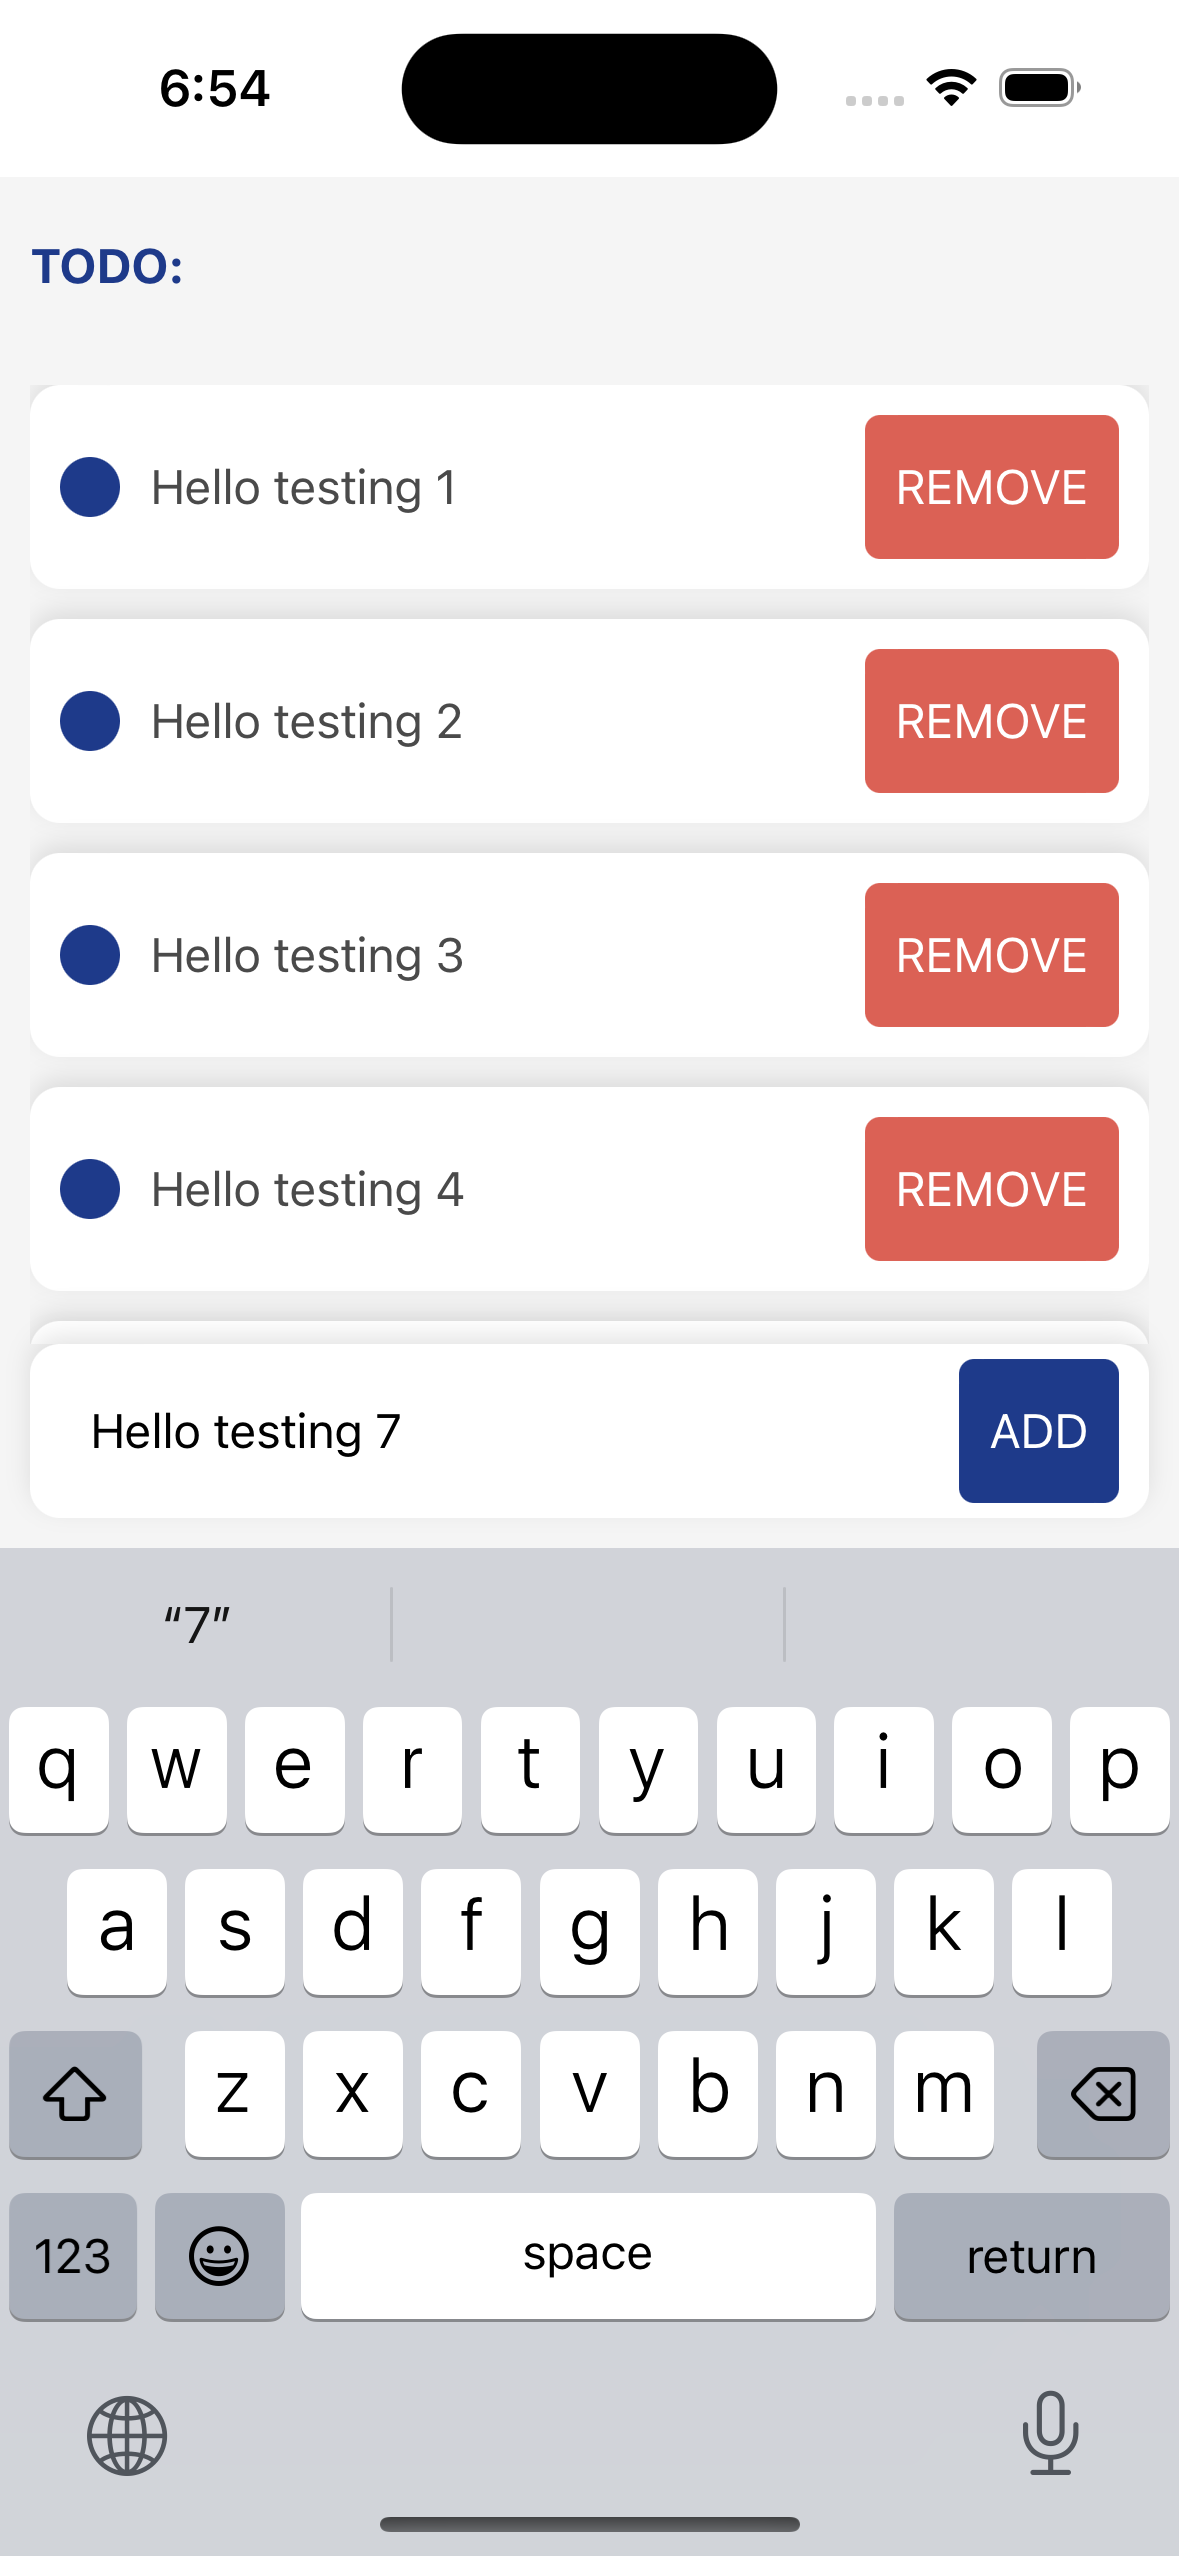 6:54
TODO:
Hello testing 1 REMOVE
Hello testing 2 REMOVE
Hello testing 3 REMOVE
Hello testing 4 REMOVE
Hello testing 7 ADD
“7”
q w e r t y u i o p
a s d f g h j k l
z x c v b n m
123 space return